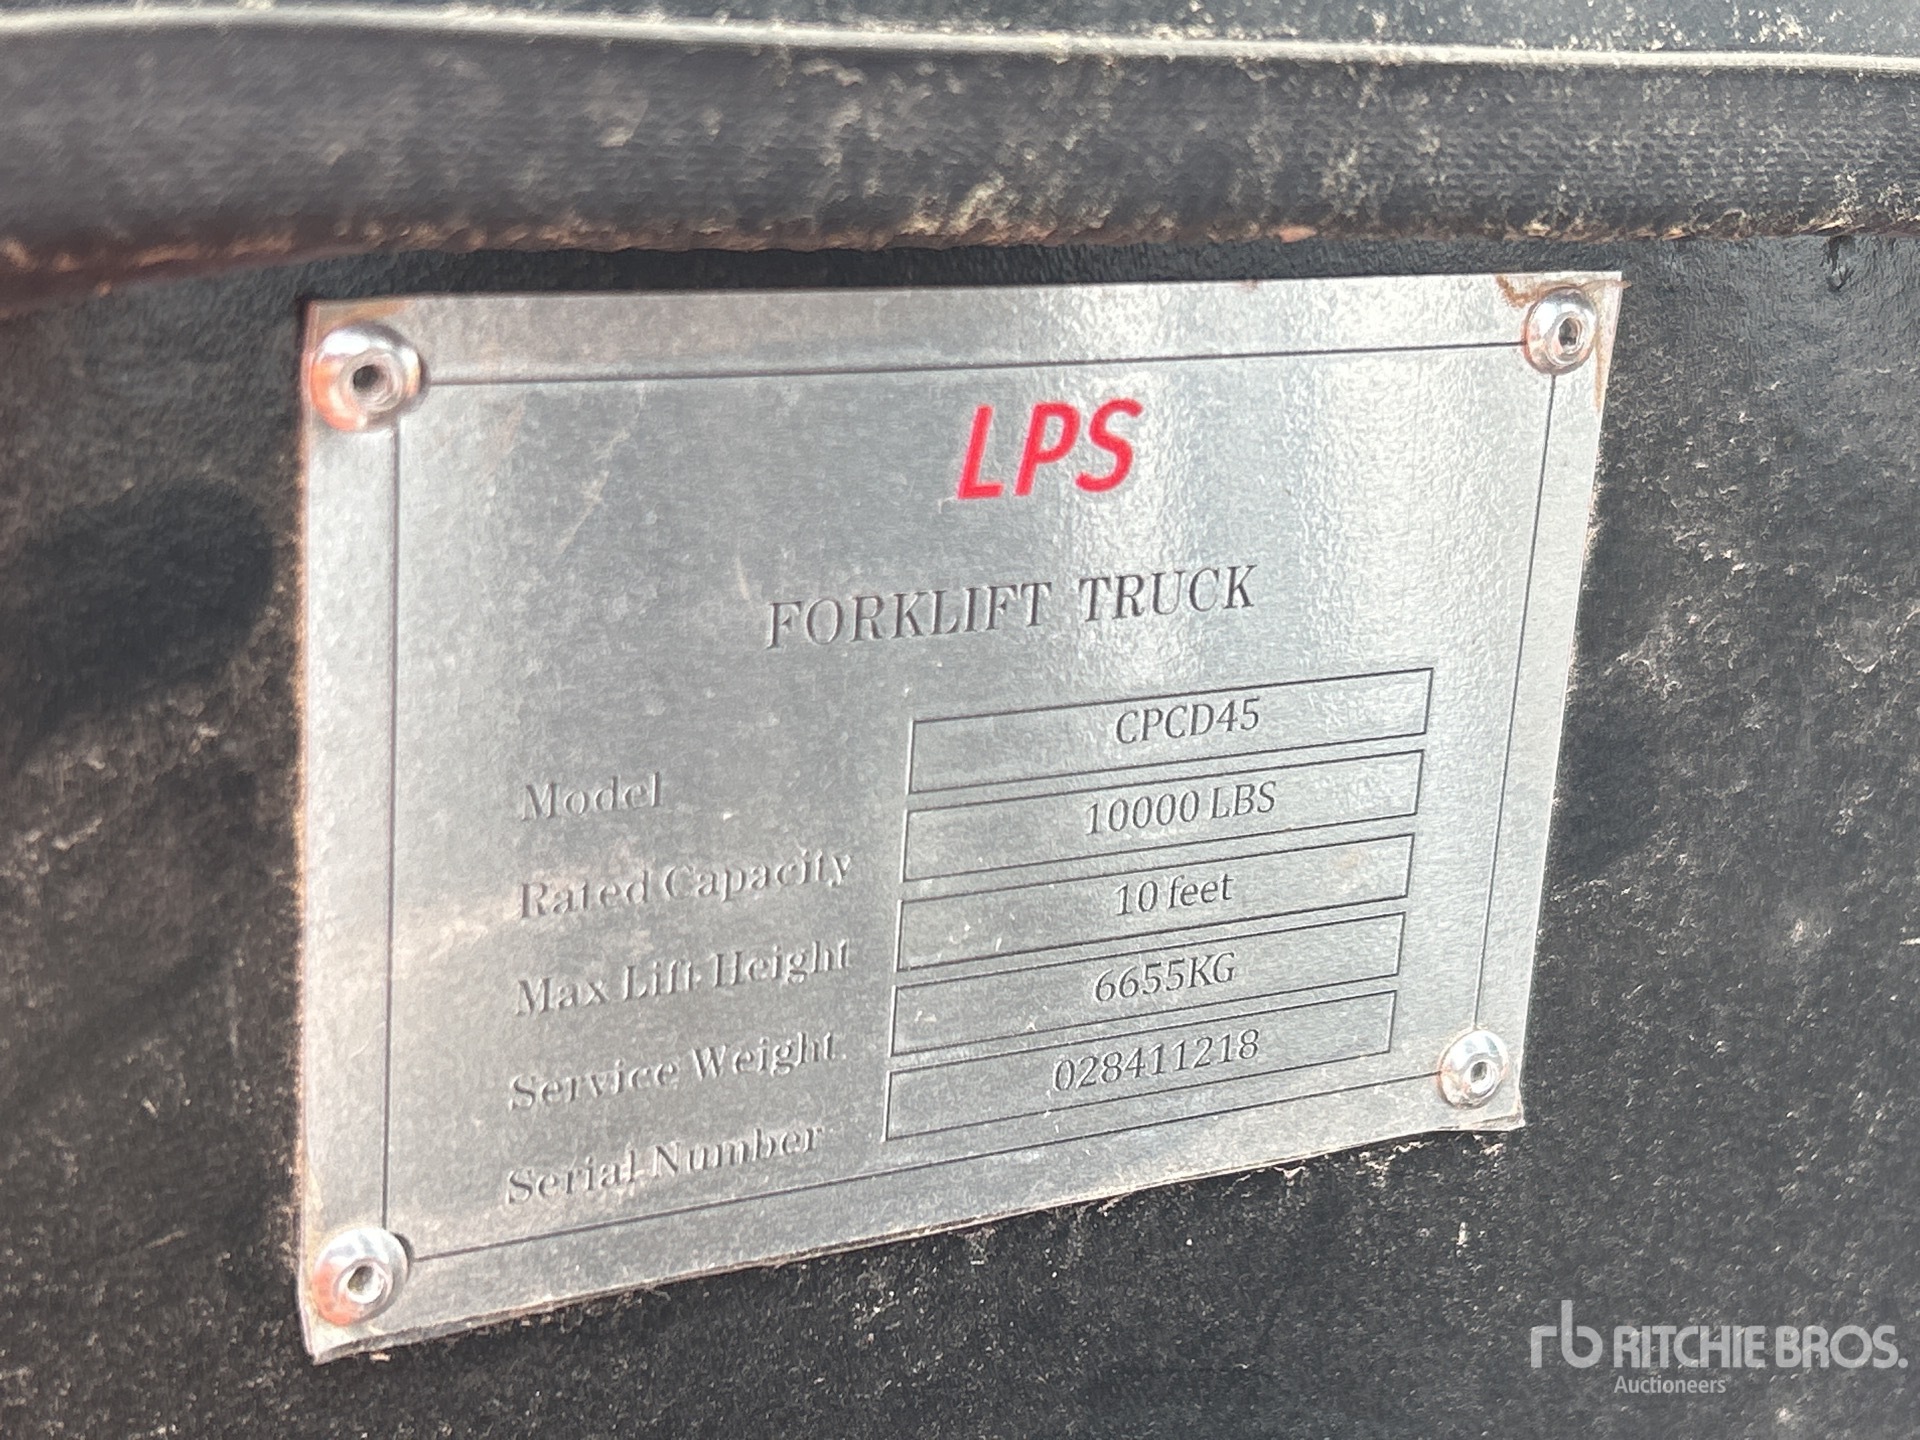 LPS
FORKLIFT TRUCK
Model CPCD45
Rated Capacity 10000 LBS
Max Lift Height 10 feet
Service Weight 6655KG
Serial Number 028411218
rb RITCHIE BROS.
Auctioneers